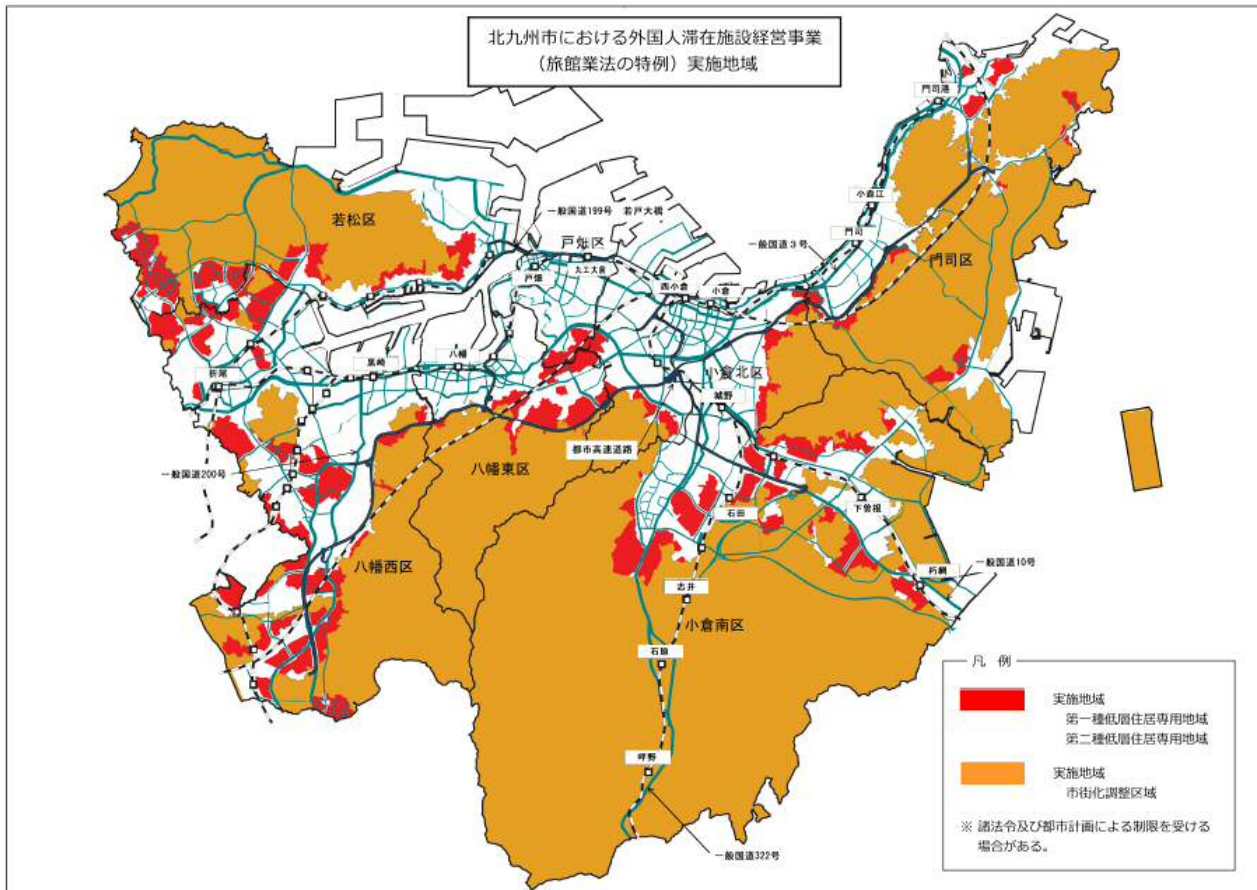 北九州市における外国人滞在施設経営事業
（旅館業法の特例）実施地域
門司港
小森江
若松区
一般国道199号
若戸大橋
一般国道３号
門司
戸畑区
門司区
九工大前
戸畑
西小倉
小倉
黒崎
八幡
折尾
小倉北区
城野
都市高速道路
八幡東区
一般国道200号
石田
下曽根
八幡西区
朽網
一般国道10号
志井
小倉南区
石原
呼野
一般国道322号
凡 例
実施地域
第一種低層住居専用地域
第二種低層住居専用地域
実施地域
市街化調整区域
※ 諸法令及び都市計画による制限を受ける
場合がある。